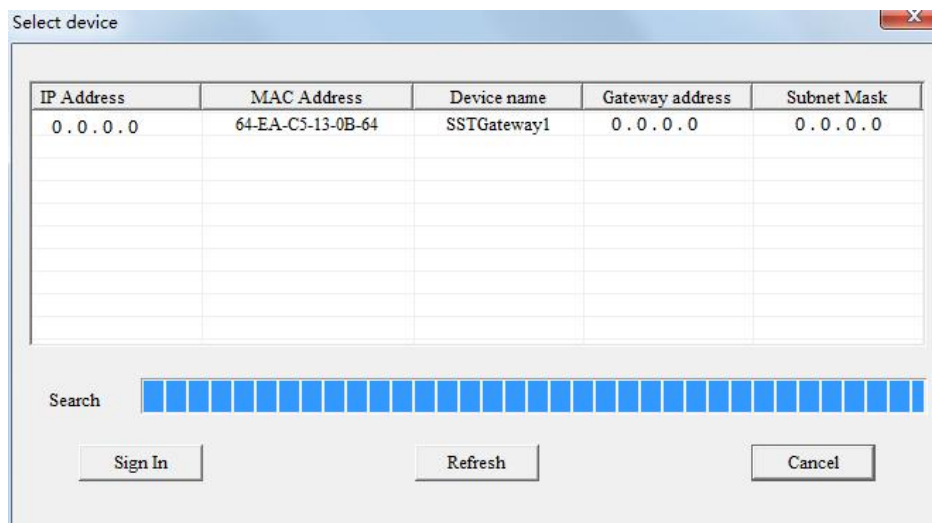 Select device
IP Address MAC Address Device name Gateway address Subnet Mask
0.0.0.0 64-EA-C5-13-0B-64 SSTGateway1 0.0.0.0 0.0.0.0
Search
Sign In Refresh Cancel